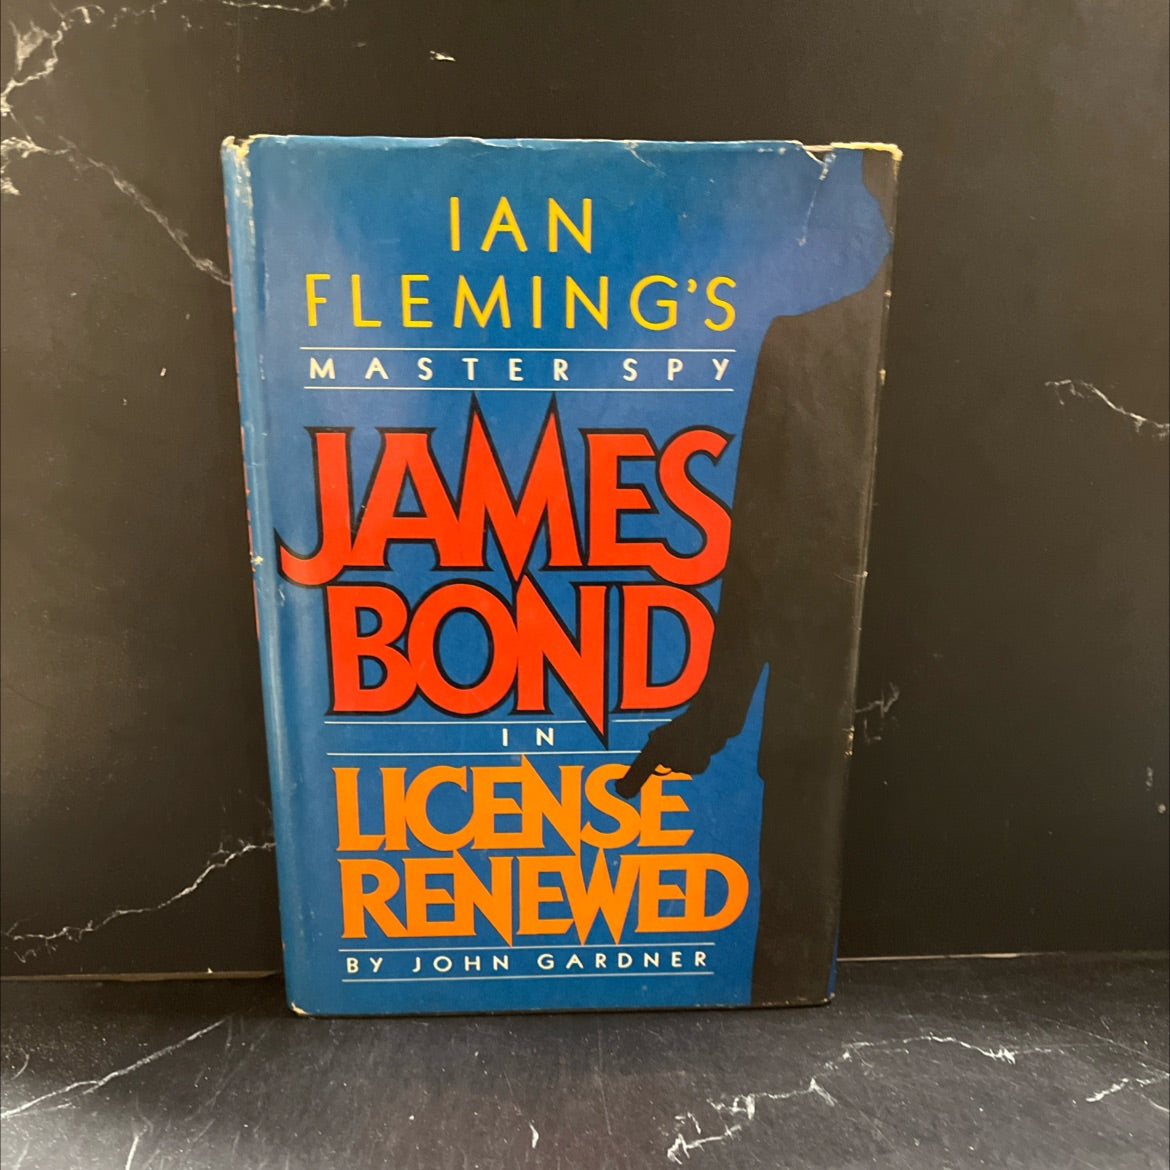 IAN
FLEMING'S
MASTER SPY
JAMES
BOND
IN
LICENSE
RENEWED
BY JOHN GARDNER